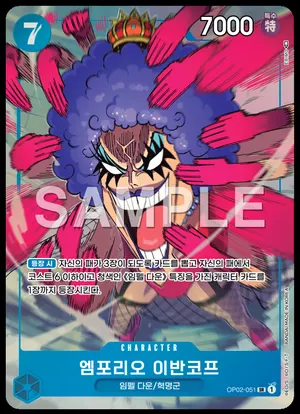 7
7000
특수
特
SAMPLE
등장 시 자신의 패가 3장이 되도록 카드를 뽑고 자신의 패에서
코스트 6 이하이고 청색인 《임펠 다운》 특징을 가진 캐릭터 카드를
1장까지 등장시킨다.
CHARACTER
엠포리오 이반코프
임펠 다운/혁명군
OP02-051 SR 1